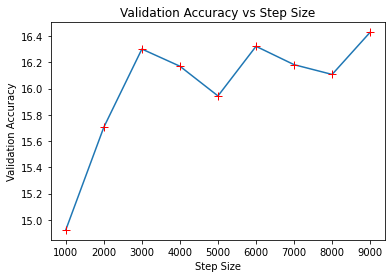 Validation Accuracy vs Step Size
Validation Accuracy
16.4
16.2
16.0
15.8
15.6
15.4
15.2
15.0
1000 2000 3000 4000 5000 6000 7000 8000 9000
Step Size